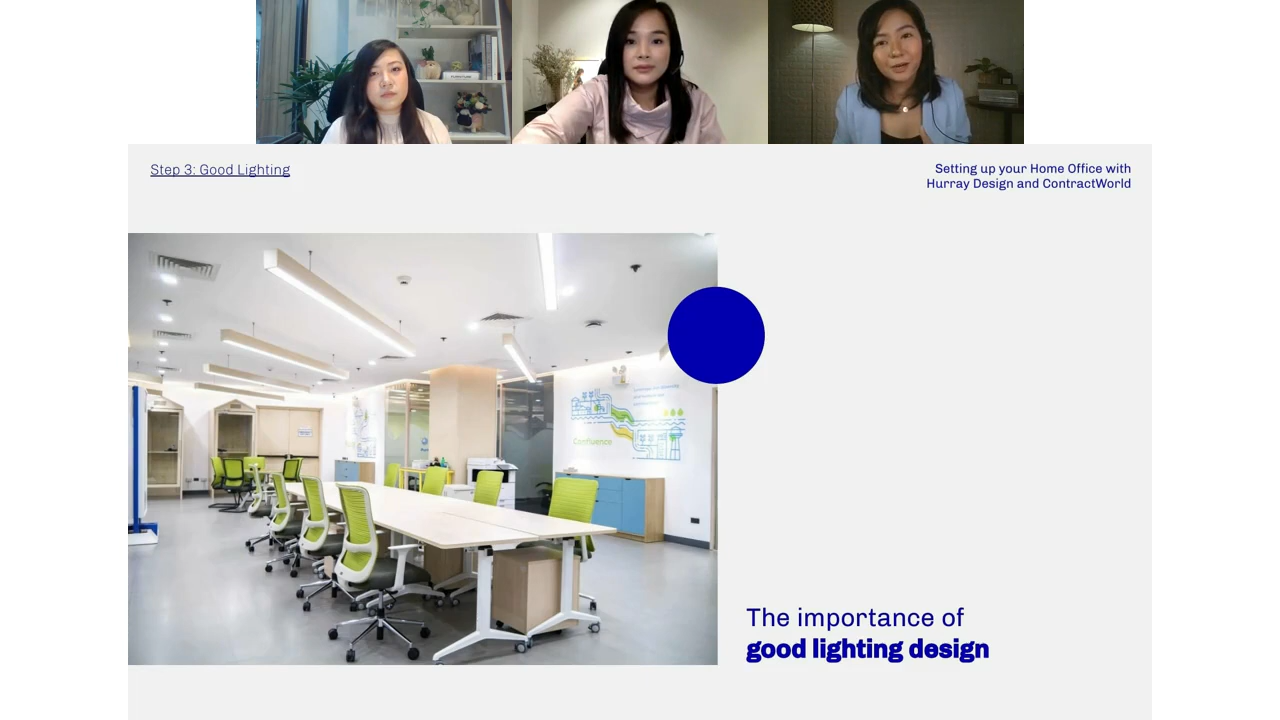 Step 3: Good Lighting
Setting up your Home Office with
Hurray Design and ContractWorld
Confluence
The importance of
good lighting design